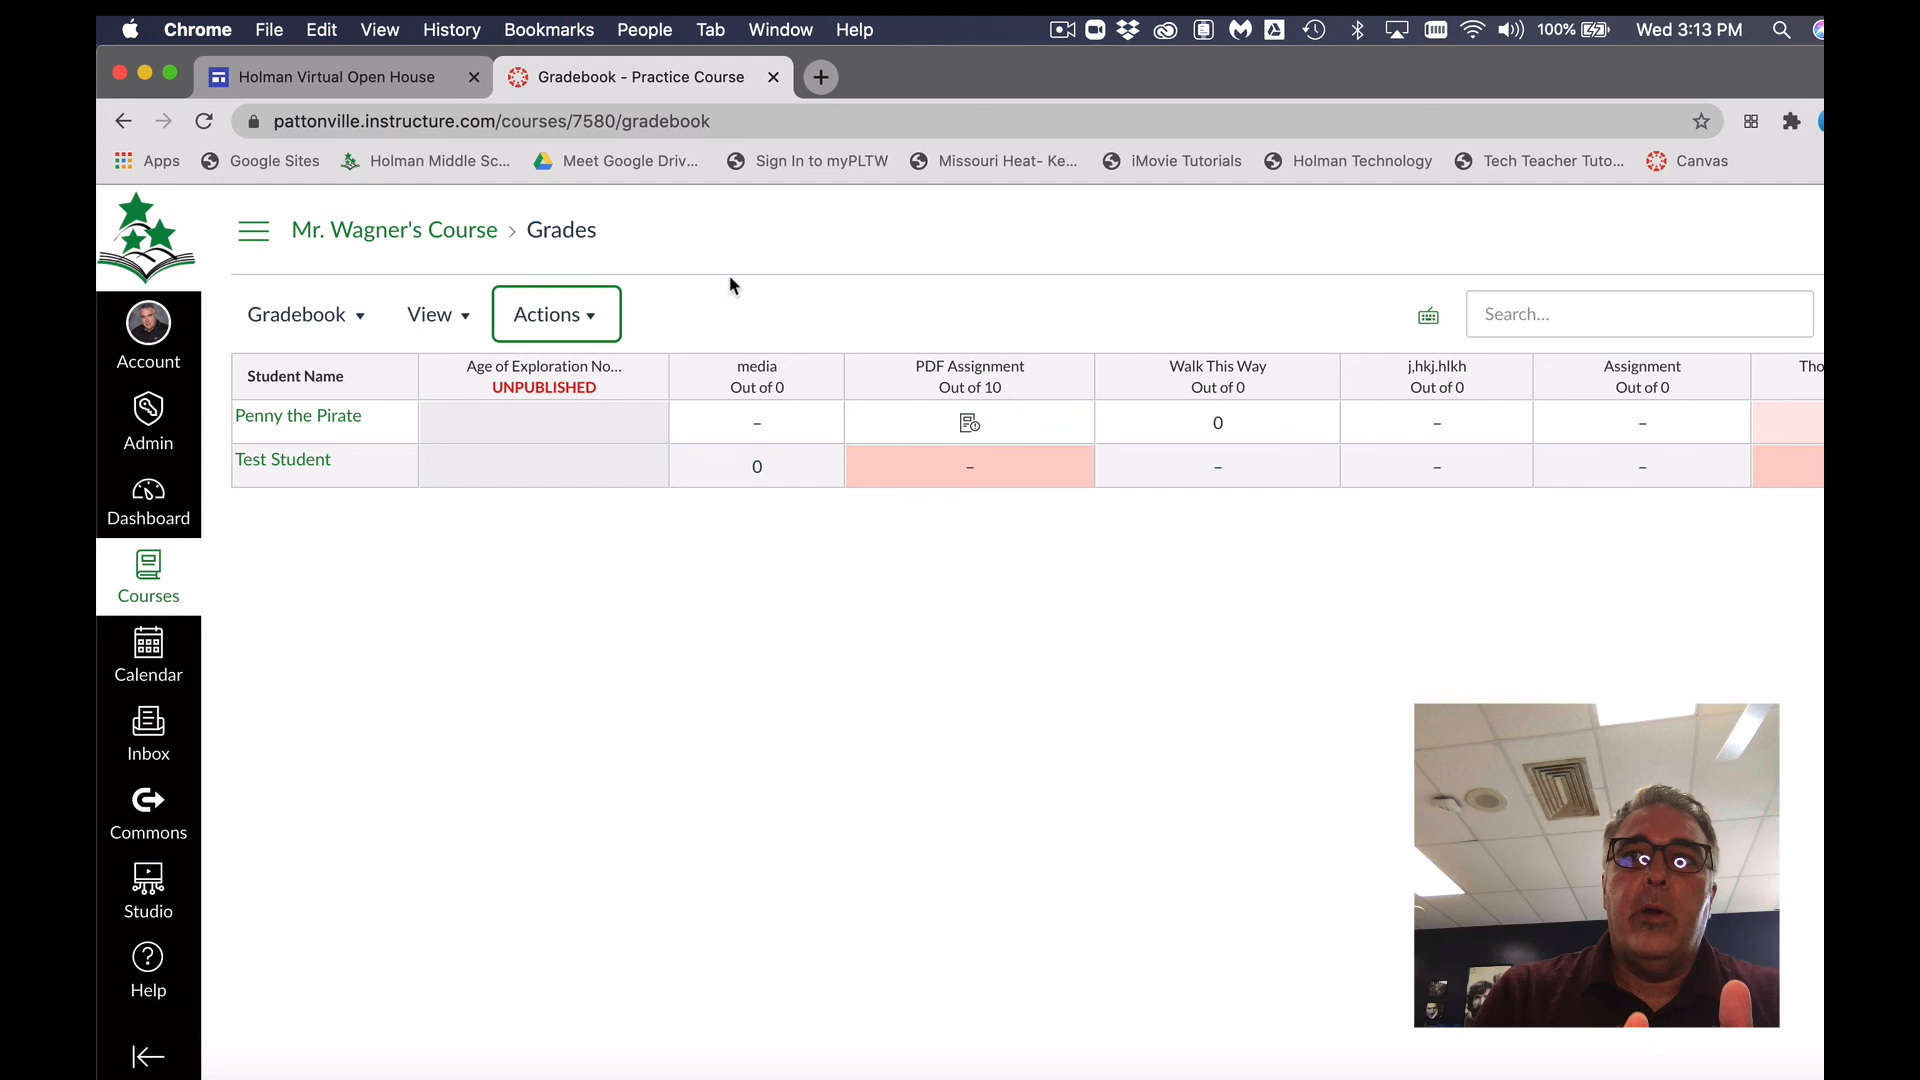 Chrome File Edit View History Bookmarks People Tab Window Help 100% Wed 3:13 PM
Holman Virtual Open House Gradebook - Practice Course
pattonville.instructure.com/courses/7580/gradebook
Apps Google Sites Holman Middle Sc... Meet Google Driv... Sign In to myPLTW Missouri Heat- Ke... iMovie Tutorials Holman Technology Tech Teacher Tuto... Canvas
Mr. Wagner's Course > Grades
Gradebook View Actions Search...
Student Name Age of Exploration No... media PDF Assignment Walk This Way j,hkj.hlkh Assignment Tho
UNPUBLISHED Out of 0 Out of 10 Out of 0 Out of 0 Out of 0
Penny the Pirate – 0 – –
Test Student 0 – – – –
Account
Admin
Dashboard
Courses
Calendar
Inbox
Commons
Studio
Help